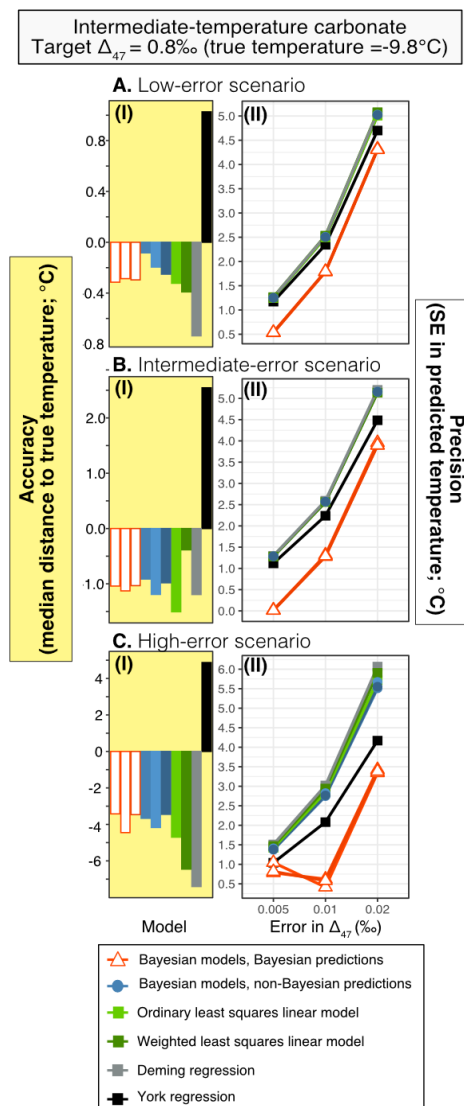 Intermediate-temperature carbonate
Target Δ47 = 0.8‰ (true temperature =-9.8°C)
A. Low-error scenario
(I)
(II)
0.8
0.4
0.0
0.4
0.8
5.0
4.5
4.0
3.5
3.0
2.5
2.0
1.5
1.0
0.5
B. Intermediate-error scenario
(I)
(II)
2.0
1.0
0.0
-1.0
5.0
4.5
4.0
3.5
3.0
2.5
2.0
1.5
1.0
0.5
0.0
C. High-error scenario
(I)
(II)
4
2
0
-2
-4
-6
6.0
5.5
5.0
4.5
4.0
3.5
3.0
2.5
2.0
1.5
1.0
0.5
0.005
0.01
0.02
Model
Error in Δ47 (‰)
Accuracy
(median distance to true temperature; °C)
Precision
(SE in predicted temperature; °C)
Bayesian models, Bayesian predictions
Bayesian models, non-Bayesian predictions
Ordinary least squares linear model
Weighted least squares linear model
Deming regression
York regression